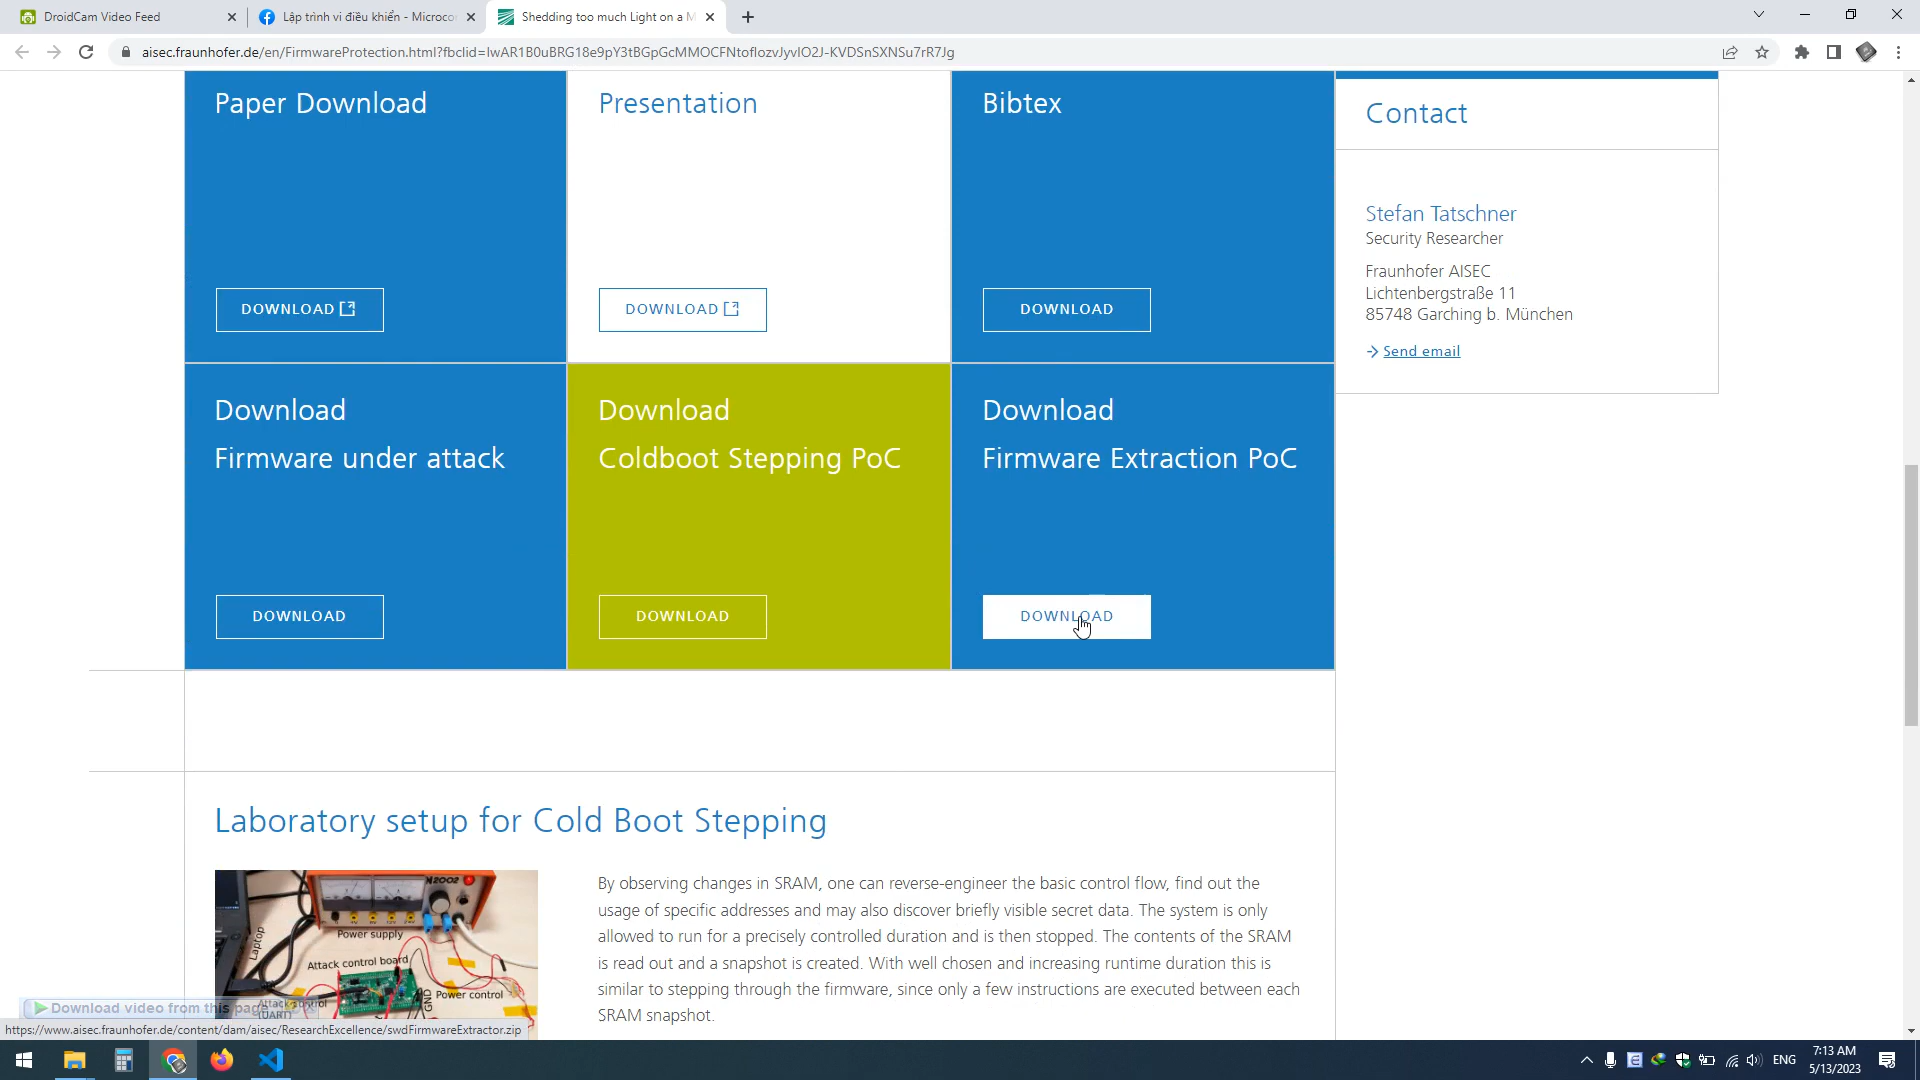 DroidCam Video Feed
Lập trình vi điều khiển - Microco
Shedding too much Light on a M
aisec.fraunhofer.de/en/FirmwareProtection.html?fbclid=IwAR1B0uBRG18e9pY3tBGpGcMMOCFNtoflozvJyvIO2J-KVDSnSXNSu7rR7Jg
Paper Download
Presentation
Bibtex
Contact
Stefan Tatschner
Security Researcher
Fraunhofer AISEC
Lichtenbergstraße 11
85748 Garching b. München
Send email
DOWNLOAD
DOWNLOAD
DOWNLOAD
Download
Firmware under attack
Download
Coldboot Stepping PoC
Download
Firmware Extraction PoC
DOWNLOAD
DOWNLOAD
DOWNLOAD
Laboratory setup for Cold Boot Stepping
Laptop
Power supply
Attack control board
Power control
GND
Attack control
(UART)
By observing changes in SRAM, one can reverse-engineer the basic control flow, find out the
usage of specific addresses and may also discover briefly visible secret data. The system is only
allowed to run for a precisely controlled duration and is then stopped. The contents of the SRAM
is read out and a snapshot is created. With well chosen and increasing runtime duration this is
similar to stepping through the firmware, since only a few instructions are executed between each
SRAM snapshot.
Download video from this page
https://www.aisec.fraunhofer.de/content/dam/aisec/ResearchExcellence/swdFirmwareExtractor.zip
ENG
7:13 AM
5/13/2023